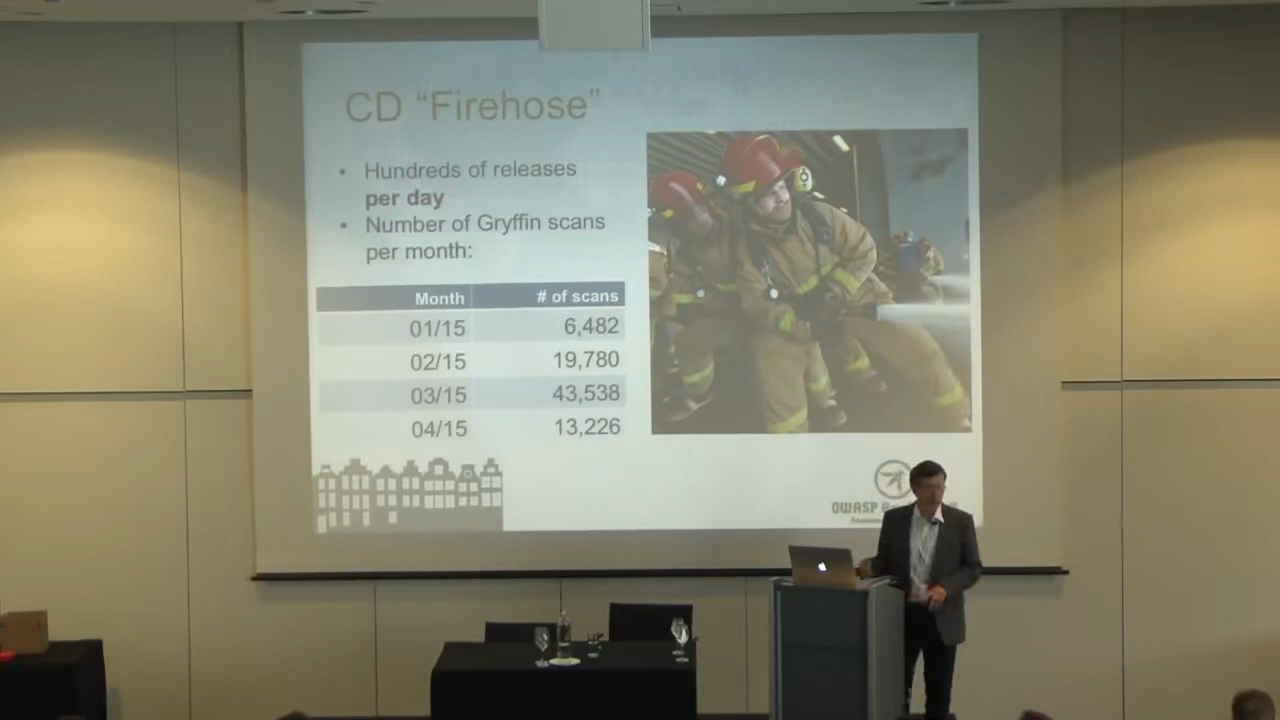 CD “Firehose”
• Hundreds of releases
per day
• Number of Gryffin scans
per month:
Month # of scans
01/15 6,482
02/15 19,780
03/15 43,538
04/15 13,226
OWASP